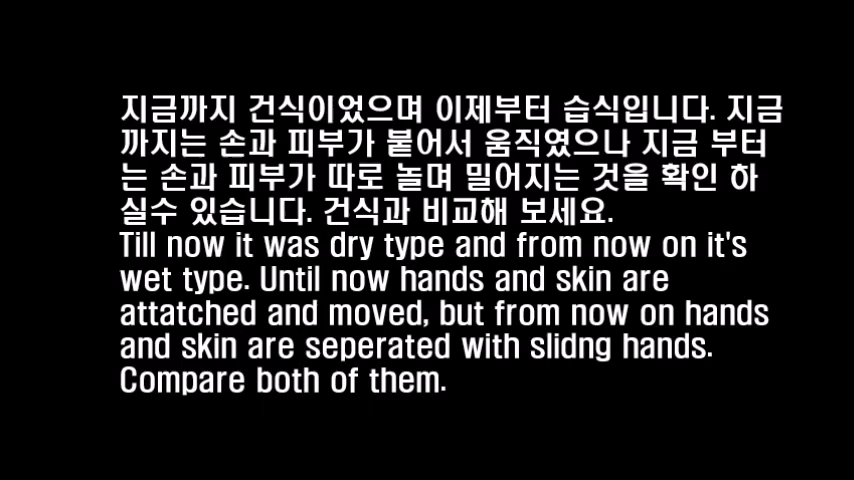 지금까지 건식이었으며 이제부터 습식입니다. 지금
까지는 손과 피부가 붙어서 움직였으나 지금 부터
는 손과 피부가 따로 놀며 밀어지는 것을 확인 하
실수 있습니다. 건식과 비교해 보세요.
Till now it was dry type and from now on it's
wet type. Until now hands and skin are
attatched and moved, but from now on hands
and skin are seperated with slidng hands.
Compare both of them.